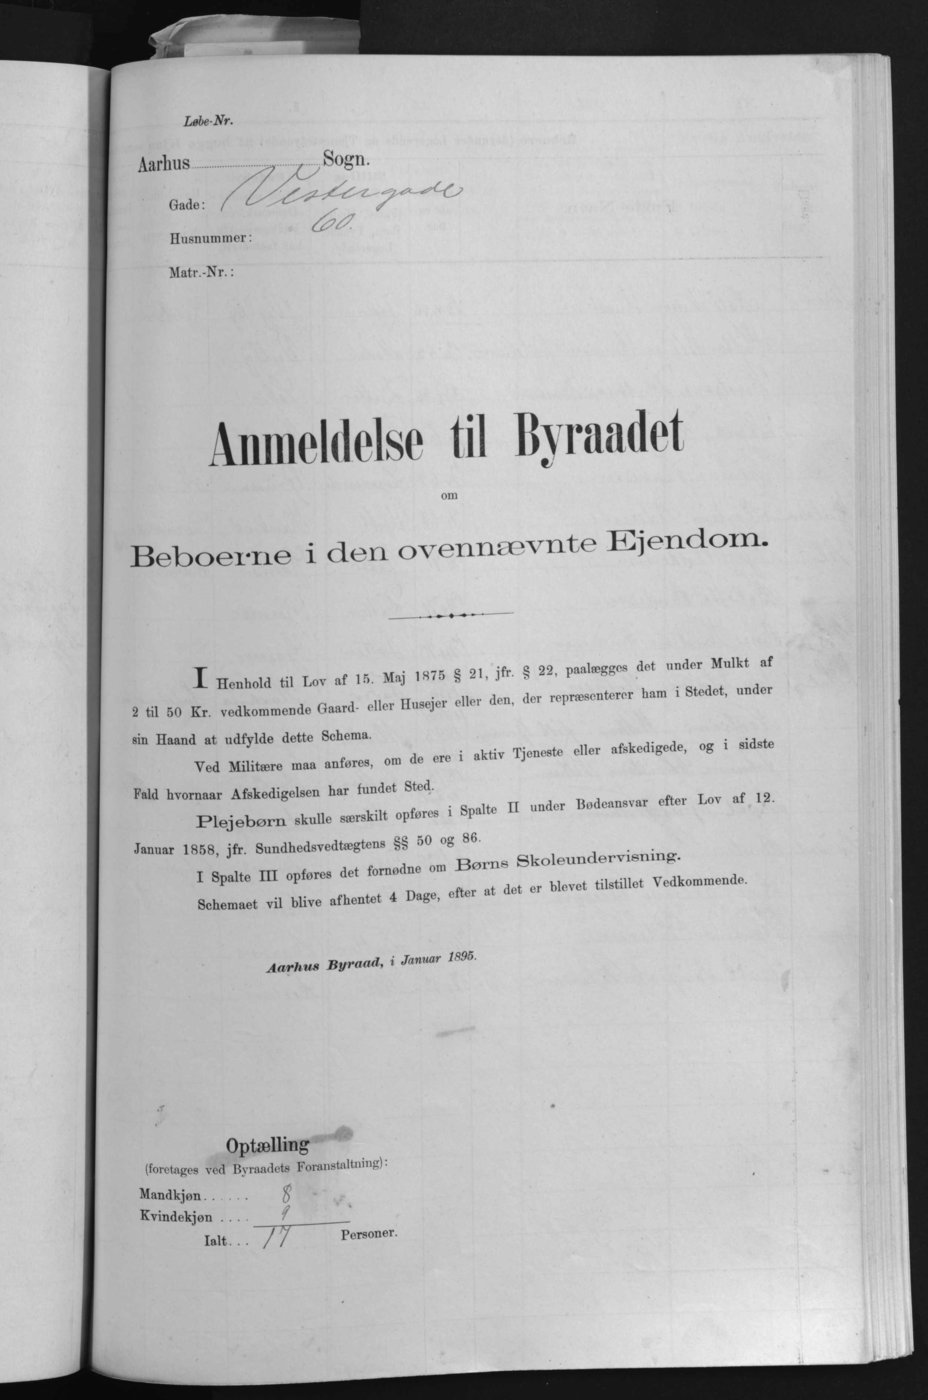 Løbe-Nr.
Aarhus Sogn.
Gade: Vestergade
Husnummer: 60.
Matr.-Nr.:
Anmeldelse til Byraadet
om
Beboerne i den ovennævnte Ejendom.
I Henhold til Lov af 15. Maj 1875 § 21, jfr. § 22, paalægges det under Mulkt af
2 til 50 Kr. vedkommende Gaard- eller Husejer eller den, der repræsenterer ham i Stedet, under
sin Haand at udfylde dette Schema.
Ved Militære maa anføres, om de ere i aktiv Tjeneste eller afskedigede, og i sidste
Fald hvornaar Afskedigelsen har fundet Sted.
Plejebørn skulle særskilt opføres i Spalte II under Bødeansvar efter Lov af 12.
Januar 1858, jfr. Sundhedsvedtægtens §§ 50 og 86.
I Spalte III opføres det fornødne om Børns Skoleundervisning.
Schemaet vil blive afhentet 4 Dage, efter at det er blevet tilstillet Vedkommende.
Aarhus Byraad, i Januar 1895.
Optælling
(foretages ved Byraadets Foranstaltning):
Mandkjøn...... 8
Kvindekjøn .... 9
Ialt... 17 Personer.